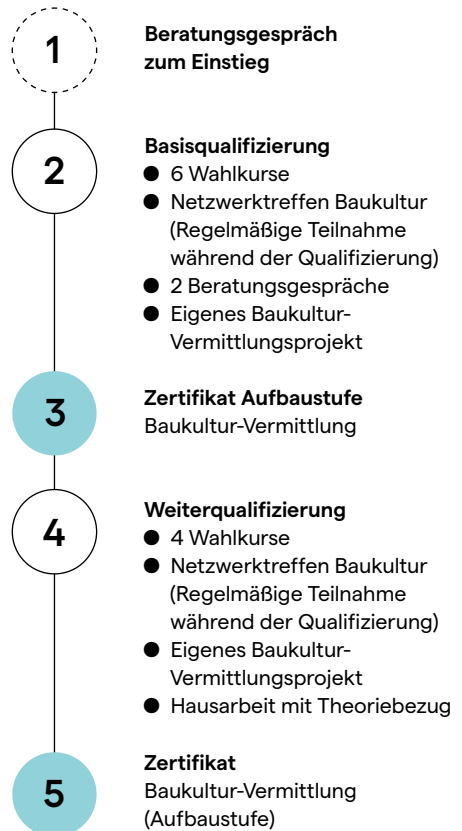 1
Beratungsgespräch
zum Einstieg
2
Basisqualifizierung
● 6 Wahlkurse
● Netzwerktreffen Baukultur
(Regelmäßige Teilnahme
während der Qualifizierung)
● 2 Beratungsgespräche
● Eigenes Baukultur-
Vermittlungsprojekt
3
Zertifikat Aufbaustufe
Baukultur-Vermittlung
4
Weiterqualifizierung
● 4 Wahlkurse
● Netzwerktreffen Baukultur
(Regelmäßige Teilnahme
während der Qualifizierung)
● Eigenes Baukultur-
Vermittlungsprojekt
● Hausarbeit mit Theoriebezug
5
Zertifikat
Baukultur-Vermittlung
(Aufbaustufe)